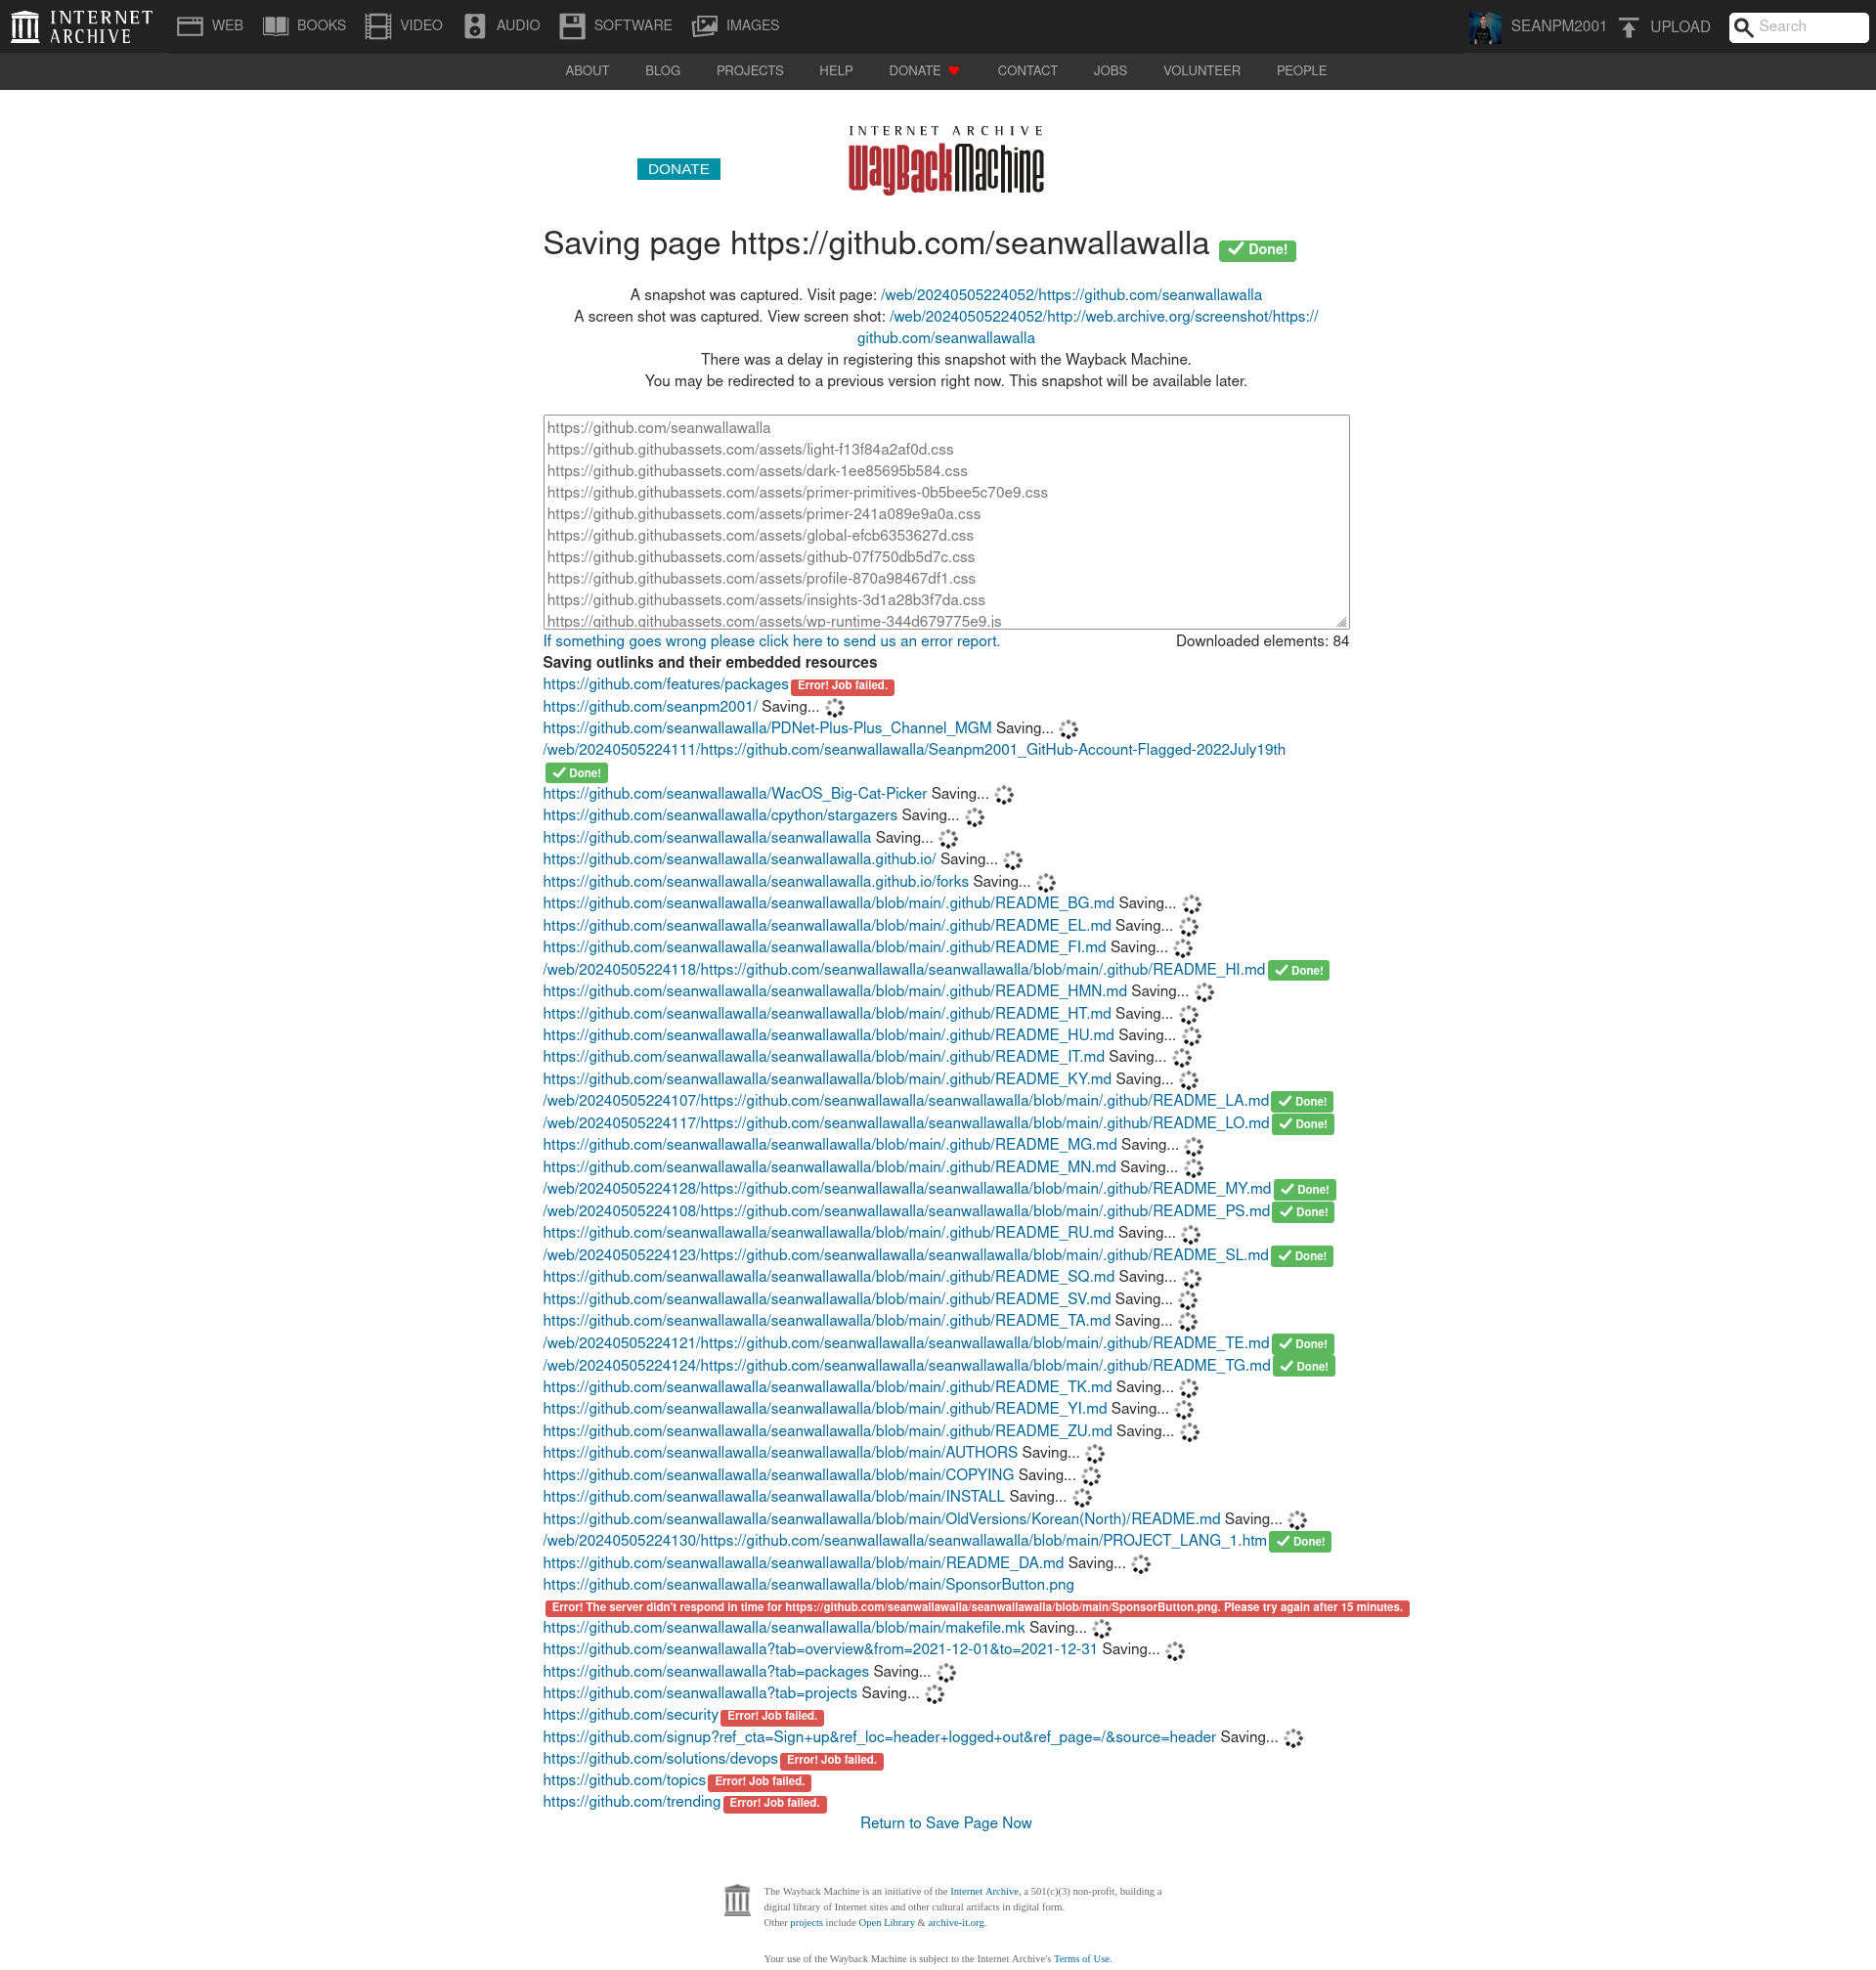 INTERNET ARCHIVE
WEB BOOKS VIDEO AUDIO SOFTWARE IMAGES SEANPM2001 UPLOAD Search
ABOUT BLOG PROJECTS HELP DONATE CONTACT JOBS VOLUNTEER PEOPLE
INTERNET ARCHIVE
DONATE
WayBackMachine
Saving page https://github.com/seanwallawalla Done!
A snapshot was captured. Visit page: /web/20240505224052/https://github.com/seanwallawalla
A screen shot was captured. View screen shot: /web/20240505224052/http://web.archive.org/screenshot/https://
github.com/seanwallawalla
There was a delay in registering this snapshot with the Wayback Machine.
You may be redirected to a previous version right now. This snapshot will be available later.
https://github.com/seanwallawalla
https://github.githubassets.com/assets/light-f13f84a2af0d.css
https://github.githubassets.com/assets/dark-1ee85695b584.css
https://github.githubassets.com/assets/primer-primitives-0b5bee5c70e9.css
https://github.githubassets.com/assets/primer-241a089e9a0a.css
https://github.githubassets.com/assets/global-efcb6353627d.css
https://github.githubassets.com/assets/github-07f750db5d7c.css
https://github.githubassets.com/assets/profile-870a98467df1.css
https://github.githubassets.com/assets/insights-3d1a28b3f7da.css
https://github.githubassets.com/assets/wp-runtime-344d679775e9.js
If something goes wrong please click here to send us an error report. Downloaded elements: 84
Saving outlinks and their embedded resources
https://github.com/features/packages Error! Job failed.
https://github.com/seanpm2001/ Saving...
https://github.com/seanwallawalla/PDNet-Plus-Plus_Channel_MGM Saving...
/web/20240505224111/https://github.com/seanwallawalla/Seanpm2001_GitHub-Account-Flagged-2022July19th
Done!
https://github.com/seanwallawalla/WacOS_Big-Cat-Picker Saving...
https://github.com/seanwallawalla/cpython/stargazers Saving...
https://github.com/seanwallawalla/seanwallawalla Saving...
https://github.com/seanwallawalla/seanwallawalla.github.io/ Saving...
https://github.com/seanwallawalla/seanwallawalla.github.io/forks Saving...
https://github.com/seanwallawalla/seanwallawalla/blob/main/.github/README_BG.md Saving...
https://github.com/seanwallawalla/seanwallawalla/blob/main/.github/README_EL.md Saving...
https://github.com/seanwallawalla/seanwallawalla/blob/main/.github/README_FI.md Saving...
/web/20240505224118/https://github.com/seanwallawalla/seanwallawalla/blob/main/.github/README_HI.md Done!
https://github.com/seanwallawalla/seanwallawalla/blob/main/.github/README_HMN.md Saving...
https://github.com/seanwallawalla/seanwallawalla/blob/main/.github/README_HT.md Saving...
https://github.com/seanwallawalla/seanwallawalla/blob/main/.github/README_HU.md Saving...
https://github.com/seanwallawalla/seanwallawalla/blob/main/.github/README_IT.md Saving...
https://github.com/seanwallawalla/seanwallawalla/blob/main/.github/README_KY.md Saving...
/web/20240505224107/https://github.com/seanwallawalla/seanwallawalla/blob/main/.github/README_LA.md Done!
/web/20240505224117/https://github.com/seanwallawalla/seanwallawalla/blob/main/.github/README_LO.md Done!
https://github.com/seanwallawalla/seanwallawalla/blob/main/.github/README_MG.md Saving...
https://github.com/seanwallawalla/seanwallawalla/blob/main/.github/README_MN.md Saving...
/web/20240505224128/https://github.com/seanwallawalla/seanwallawalla/blob/main/.github/README_MY.md Done!
/web/20240505224108/https://github.com/seanwallawalla/seanwallawalla/blob/main/.github/README_PS.md Done!
https://github.com/seanwallawalla/seanwallawalla/blob/main/.github/README_RU.md Saving...
/web/20240505224123/https://github.com/seanwallawalla/seanwallawalla/blob/main/.github/README_SL.md Done!
https://github.com/seanwallawalla/seanwallawalla/blob/main/.github/README_SQ.md Saving...
https://github.com/seanwallawalla/seanwallawalla/blob/main/.github/README_SV.md Saving...
https://github.com/seanwallawalla/seanwallawalla/blob/main/.github/README_TA.md Saving...
/web/20240505224121/https://github.com/seanwallawalla/seanwallawalla/blob/main/.github/README_TE.md Done!
/web/20240505224124/https://github.com/seanwallawalla/seanwallawalla/blob/main/.github/README_TG.md Done!
https://github.com/seanwallawalla/seanwallawalla/blob/main/.github/README_TK.md Saving...
https://github.com/seanwallawalla/seanwallawalla/blob/main/.github/README_YI.md Saving...
https://github.com/seanwallawalla/seanwallawalla/blob/main/.github/README_ZU.md Saving...
https://github.com/seanwallawalla/seanwallawalla/blob/main/AUTHORS Saving...
https://github.com/seanwallawalla/seanwallawalla/blob/main/COPYING Saving...
https://github.com/seanwallawalla/seanwallawalla/blob/main/INSTALL Saving...
https://github.com/seanwallawalla/seanwallawalla/blob/main/OldVersions/Korean(North)/README.md Saving...
/web/20240505224130/https://github.com/seanwallawalla/seanwallawalla/blob/main/PROJECT_LANG_1.htm Done!
https://github.com/seanwallawalla/seanwallawalla/blob/main/README_DA.md Saving...
https://github.com/seanwallawalla/seanwallawalla/blob/main/SponsorButton.png
Error! The server didn't respond in time for https://github.com/seanwallawalla/seanwallawalla/blob/main/SponsorButton.png. Please try again after 15 minutes.
https://github.com/seanwallawalla/seanwallawalla/blob/main/makefile.mk Saving...
https://github.com/seanwallawalla?tab=overview&from=2021-12-01&to=2021-12-31 Saving...
https://github.com/seanwallawalla?tab=packages Saving...
https://github.com/seanwallawalla?tab=projects Saving...
https://github.com/security Error! Job failed.
https://github.com/signup?ref_cta=Sign+up&ref_loc=header+logged+out&ref_page=/&source=header Saving...
https://github.com/solutions/devops Error! Job failed.
https://github.com/topics Error! Job failed.
https://github.com/trending Error! Job failed.
Return to Save Page Now
The Wayback Machine is an initiative of the Internet Archive, a 501(c)(3) non-profit, building a
digital library of Internet sites and other cultural artifacts in digital form.
Other projects include Open Library & archive-it.org.
Your use of the Wayback Machine is subject to the Internet Archive's Terms of Use.